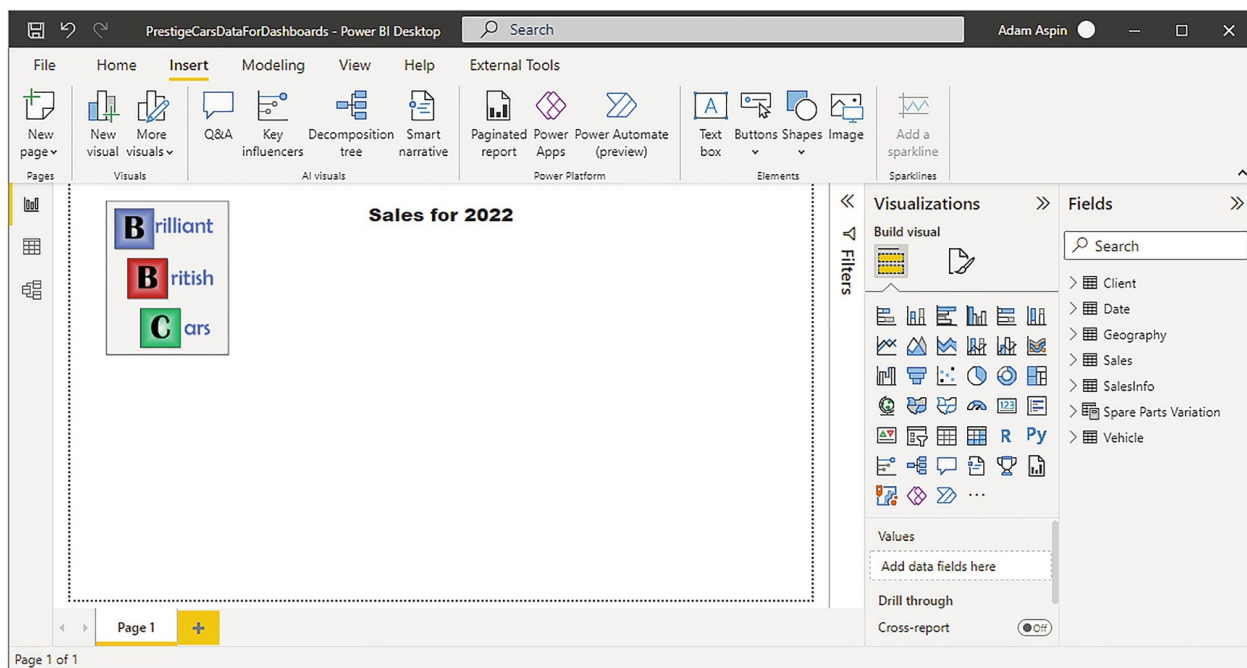 PrestigeCarsDataForDashboards - Power BI Desktop
Search
Adam Aspin
File Home Insert Modeling View Help External Tools
New page
New visual
More visuals
Q&A
Key influencers
Decomposition tree
Smart narrative
Paginated report
Power Apps
Power Automate (preview)
Text box
Buttons
Shapes
Image
Add a sparkline
Pages
Visuals
AI visuals
Power Platform
Elements
Sparklines
Brilliant
British
Cars
Sales for 2022
Filters
Visualizations
Build visual
123
R
Py
Values
Add data fields here
Drill through
Cross-report
Off
Fields
Search
Client
Date
Geography
Sales
SalesInfo
Spare Parts Variation
Vehicle
Page 1
Page 1 of 1